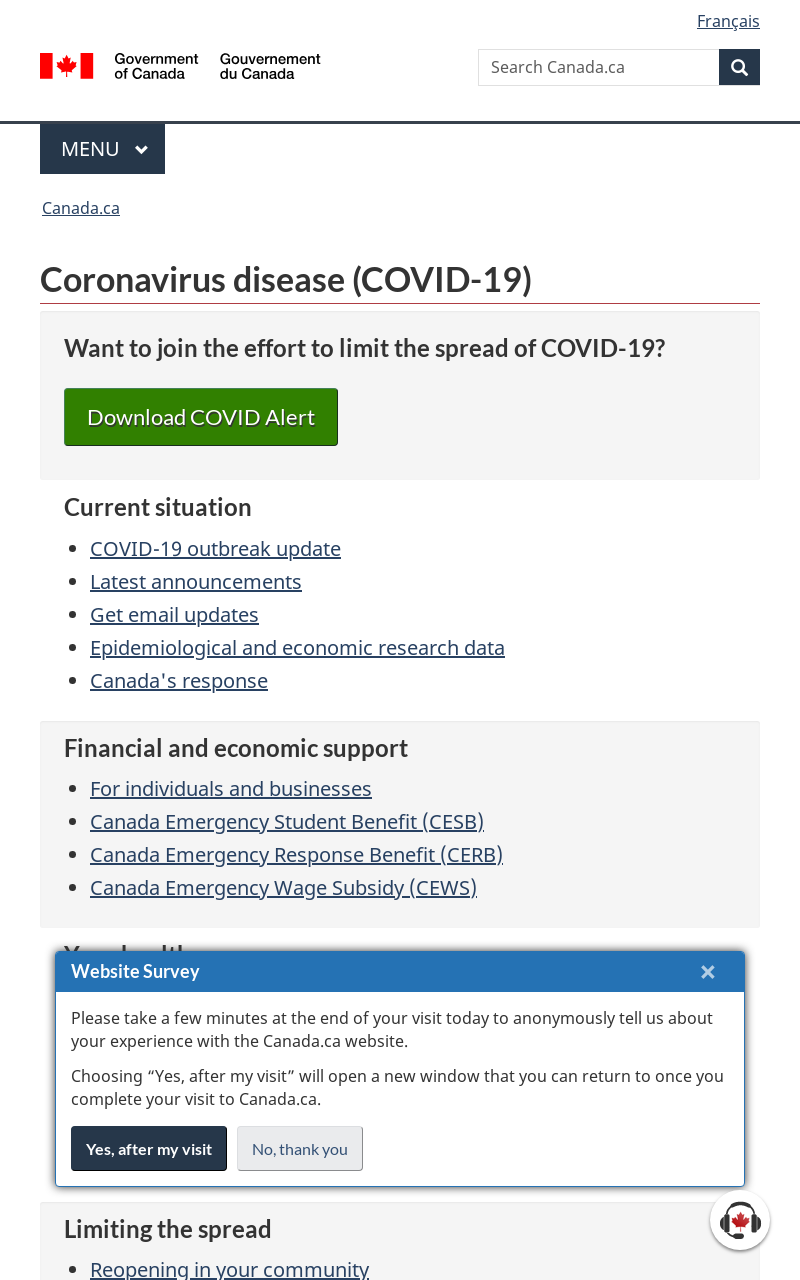 Français
Government
of Canada
Gouvernement
du Canada
Search Canada.ca
MENU
Canada.ca
Coronavirus disease (COVID-19)
Want to join the effort to limit the spread of COVID-19?
Download COVID Alert
Current situation
COVID-19 outbreak update
Latest announcements
Get email updates
Epidemiological and economic research data
Canada's response
Financial and economic support
For individuals and businesses
Canada Emergency Student Benefit (CESB)
Canada Emergency Response Benefit (CERB)
Canada Emergency Wage Subsidy (CEWS)
Website Survey
×
Please take a few minutes at the end of your visit today to anonymously tell us about
your experience with the Canada.ca website.
Choosing “Yes, after my visit” will open a new window that you can return to once you
complete your visit to Canada.ca.
Yes, after my visit
No, thank you
Limiting the spread
Reopening in your community